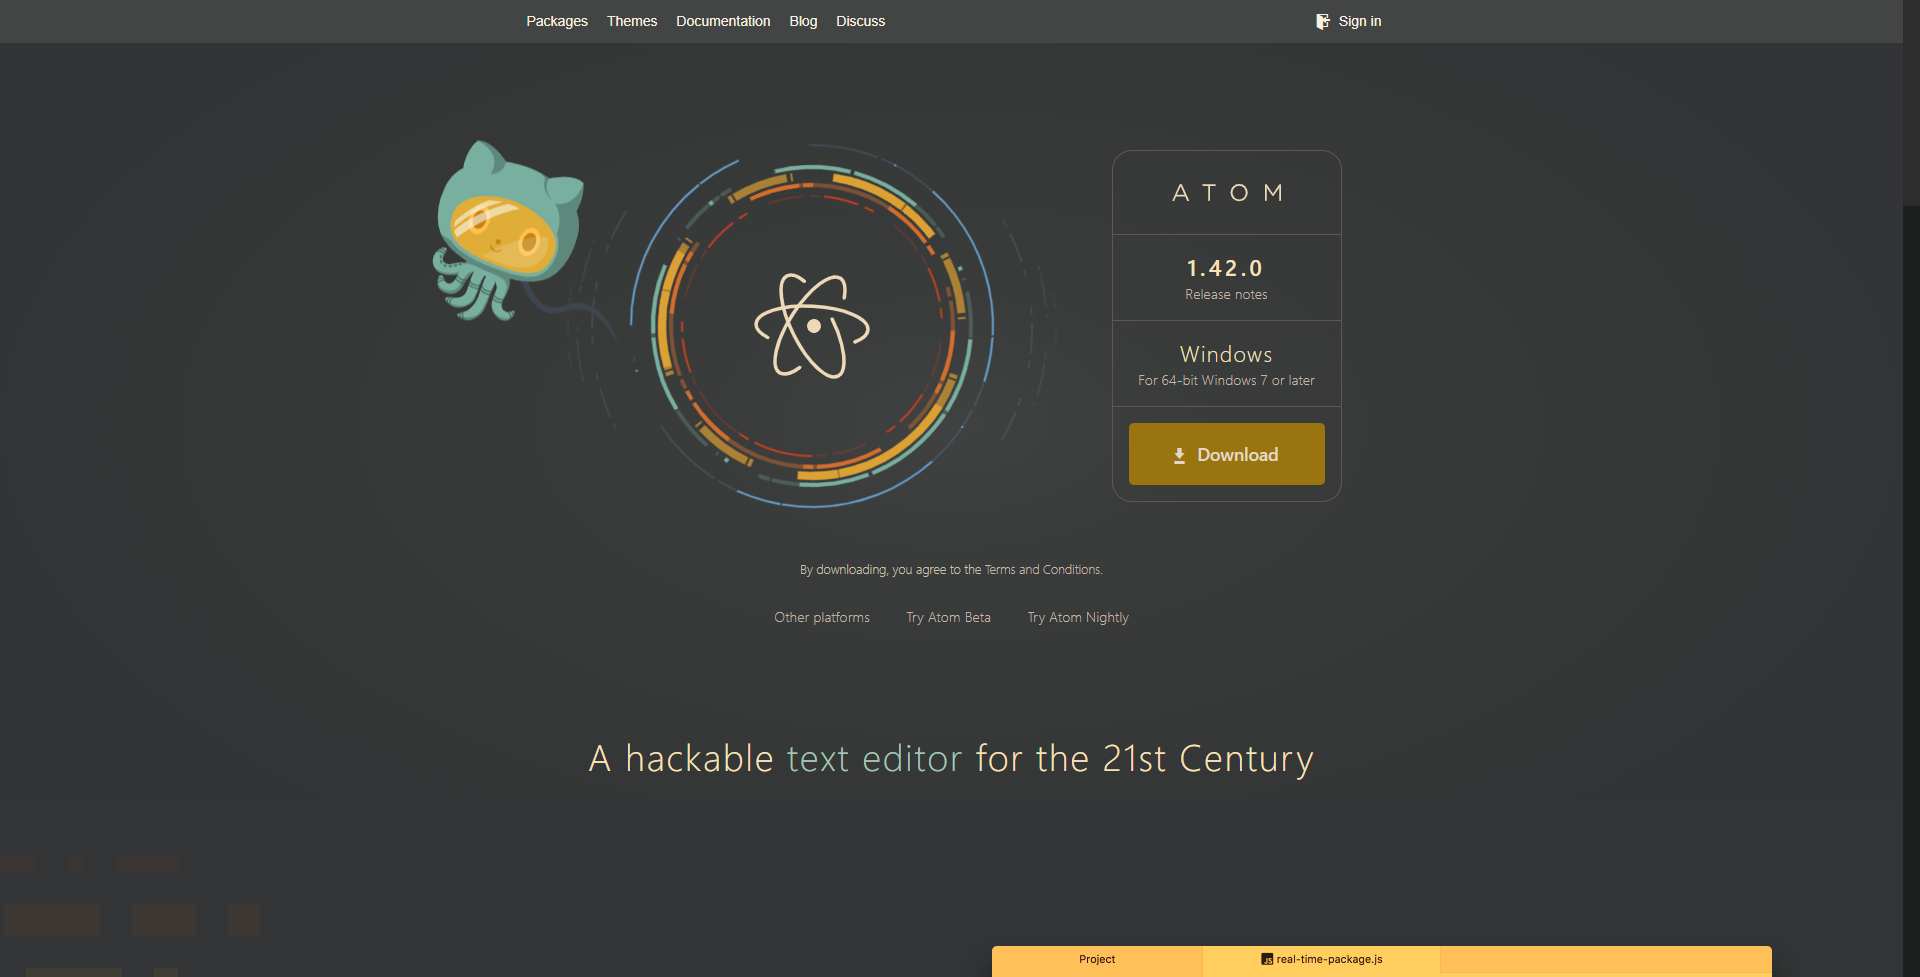 Packages Themes Documentation Blog Discuss Sign in
ATOM
1.42.0
Release notes
Windows
For 64-bit Windows 7 or later
Download
By downloading, you agree to the Terms and Conditions.
Other platforms Try Atom Beta Try Atom Nightly
A hackable text editor for the 21st Century
Project JS real-time-package.js